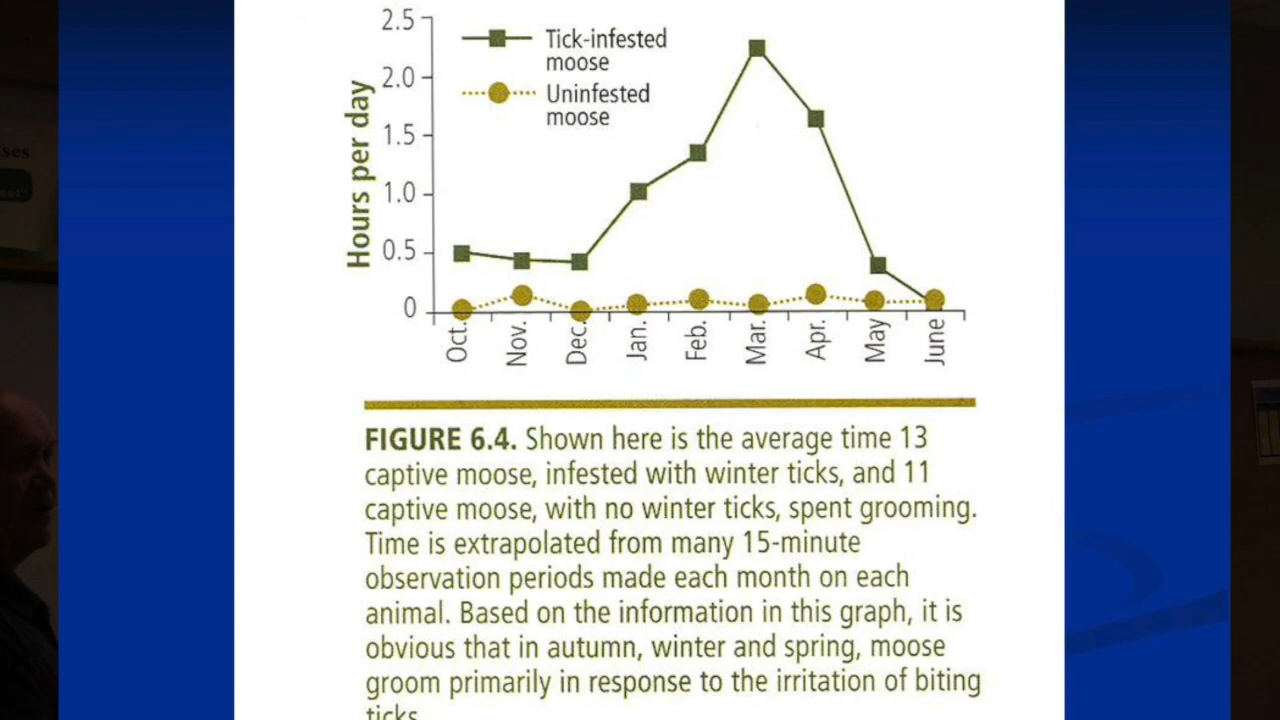 2.5
Tick-infested
moose
2.0
Uninfested
moose
1.5
1.0
0.5
0
Hours per day
Oct.
Nov.
Dec.
Jan.
Feb.
Mar.
Apr.
May
June
FIGURE 6.4. Shown here is the average time 13
captive moose, infested with winter ticks, and 11
captive moose, with no winter ticks, spent grooming.
Time is extrapolated from many 15-minute
observation periods made each month on each
animal. Based on the information in this graph, it is
obvious that in autumn, winter and spring, moose
groom primarily in response to the irritation of biting
ticks
ses